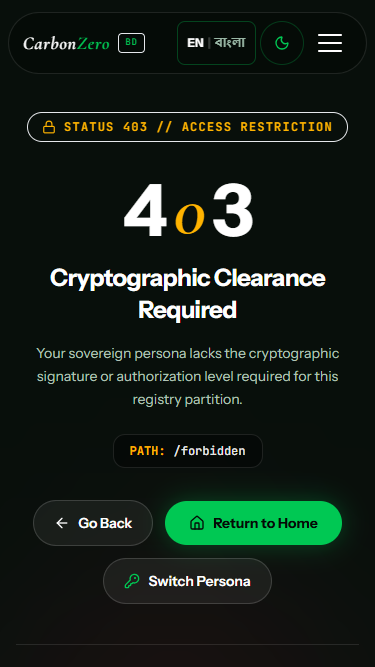 CarbonZero BD EN | বাংলা
STATUS 403 // ACCESS RESTRICTION
403
Cryptographic Clearance
Required
Your sovereign persona lacks the cryptographic
signature or authorization level required for this
registry partition.
PATH: /forbidden
Go Back Return to Home
Switch Persona